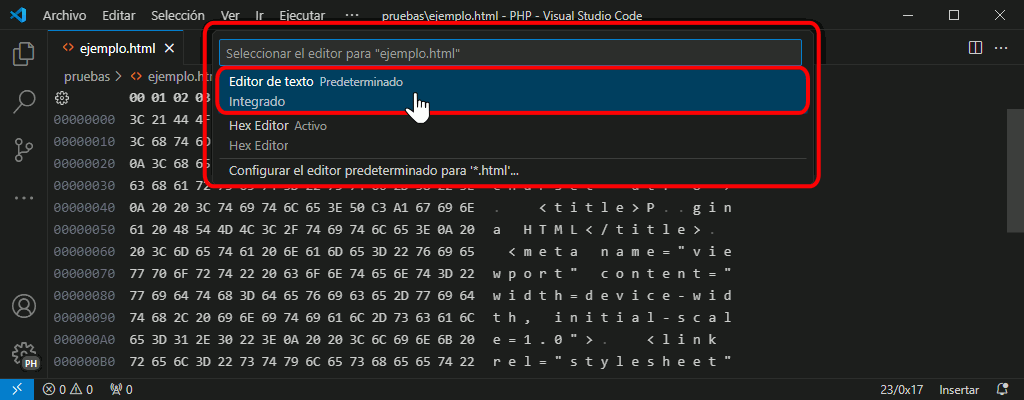 Archivo Editar Selección Ver Ir Ejecutar ··· pruebas\ejemplo.html - PHP - Visual Studio Code
ejemplo.html
Seleccionar el editor para "ejemplo.html"
pruebas > ejemplo.ht
Editor de texto Predeterminado
Integrado
Hex Editor Activo
Hex Editor
Configurar el editor predeterminado para '*.html'...
00 01 02 03
00000000 3C 21 44 4F
00000010 3C 68 74 6D
00000020 0A 3C 68 65
63 68 61 72
00000040 0A 20 20 3C 74 69 74 6C 65 3E 50 C3 A1 67 69 6E . <title>P..gin
00000050 61 20 48 54 4D 4C 3C 2F 74 69 74 6C 65 3E 0A 20 a HTML</title>.
00000060 20 3C 6D 65 74 61 20 6E 61 6D 65 3D 22 76 69 65 <meta name="vie
00000070 77 70 6F 72 74 22 20 63 6F 6E 74 65 6E 74 3D 22 wport" content="
00000080 77 69 64 74 68 3D 64 65 76 69 63 65 2D 77 69 64 width=device-wid
00000090 74 68 2C 20 69 6E 69 74 69 61 6C 2D 73 63 61 6C th, initial-scal
000000A0 65 3D 31 2E 30 22 3E 0A 20 20 3C 6C 69 6E 6B 20 e=1.0">. <link
000000B0 72 65 6C 3D 22 73 74 79 6C 65 73 68 65 65 74 22 rel="stylesheet"
PH
0 0 0 23/0x17 Insertar